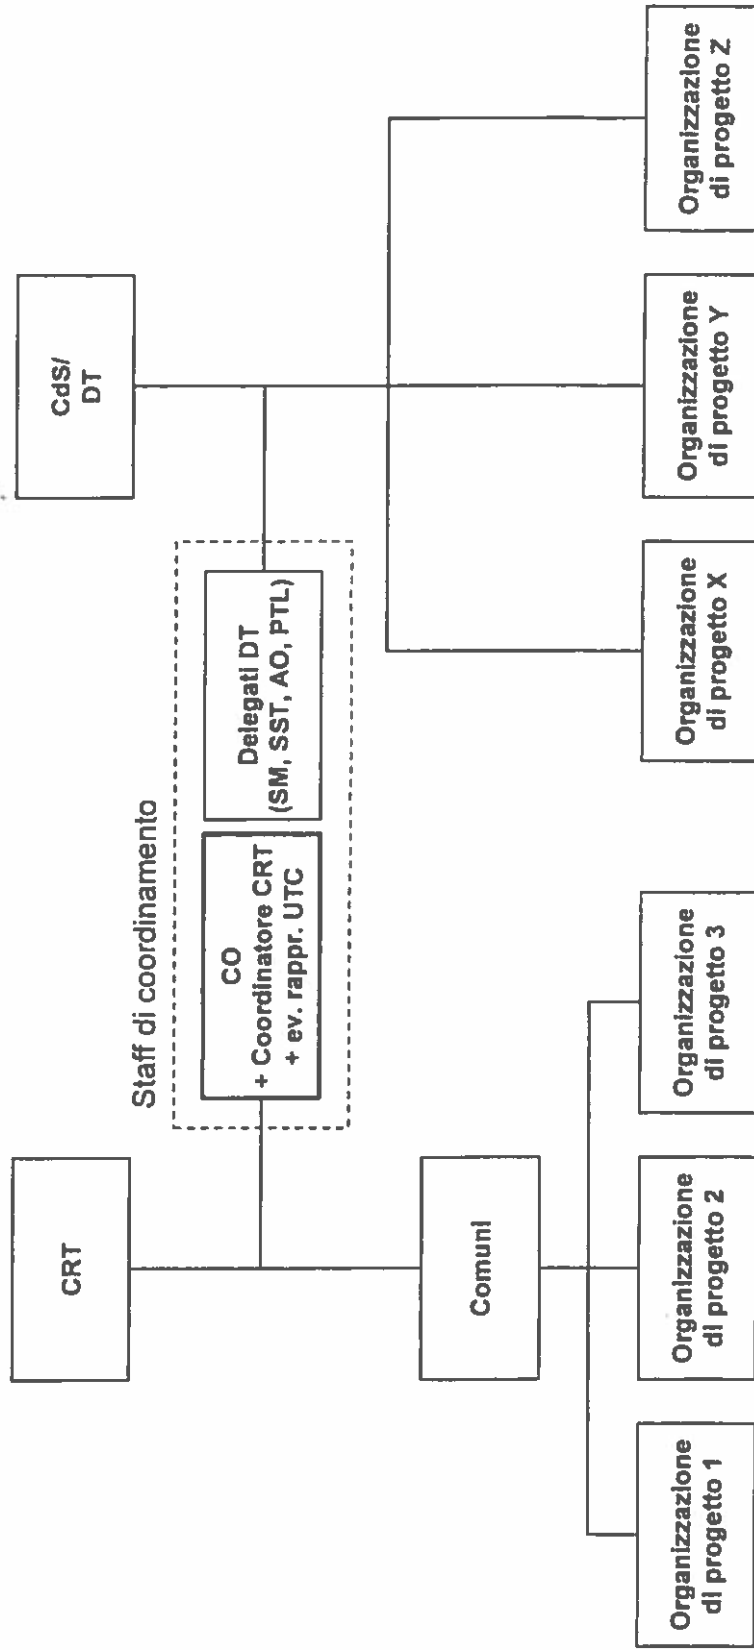 CRT
CdS/
DT
Staff di coordinamento
CO
+ Coordinatore CRT
+ ev. rappr. UTC
Delegati DT
(SM, SST, AO, PTL)
Comuni
Organizzazione
di progetto 1
Organizzazione
di progetto 2
Organizzazione
di progetto 3
Organizzazione
di progetto X
Organizzazione
di progetto Y
Organizzazione
di progetto Z